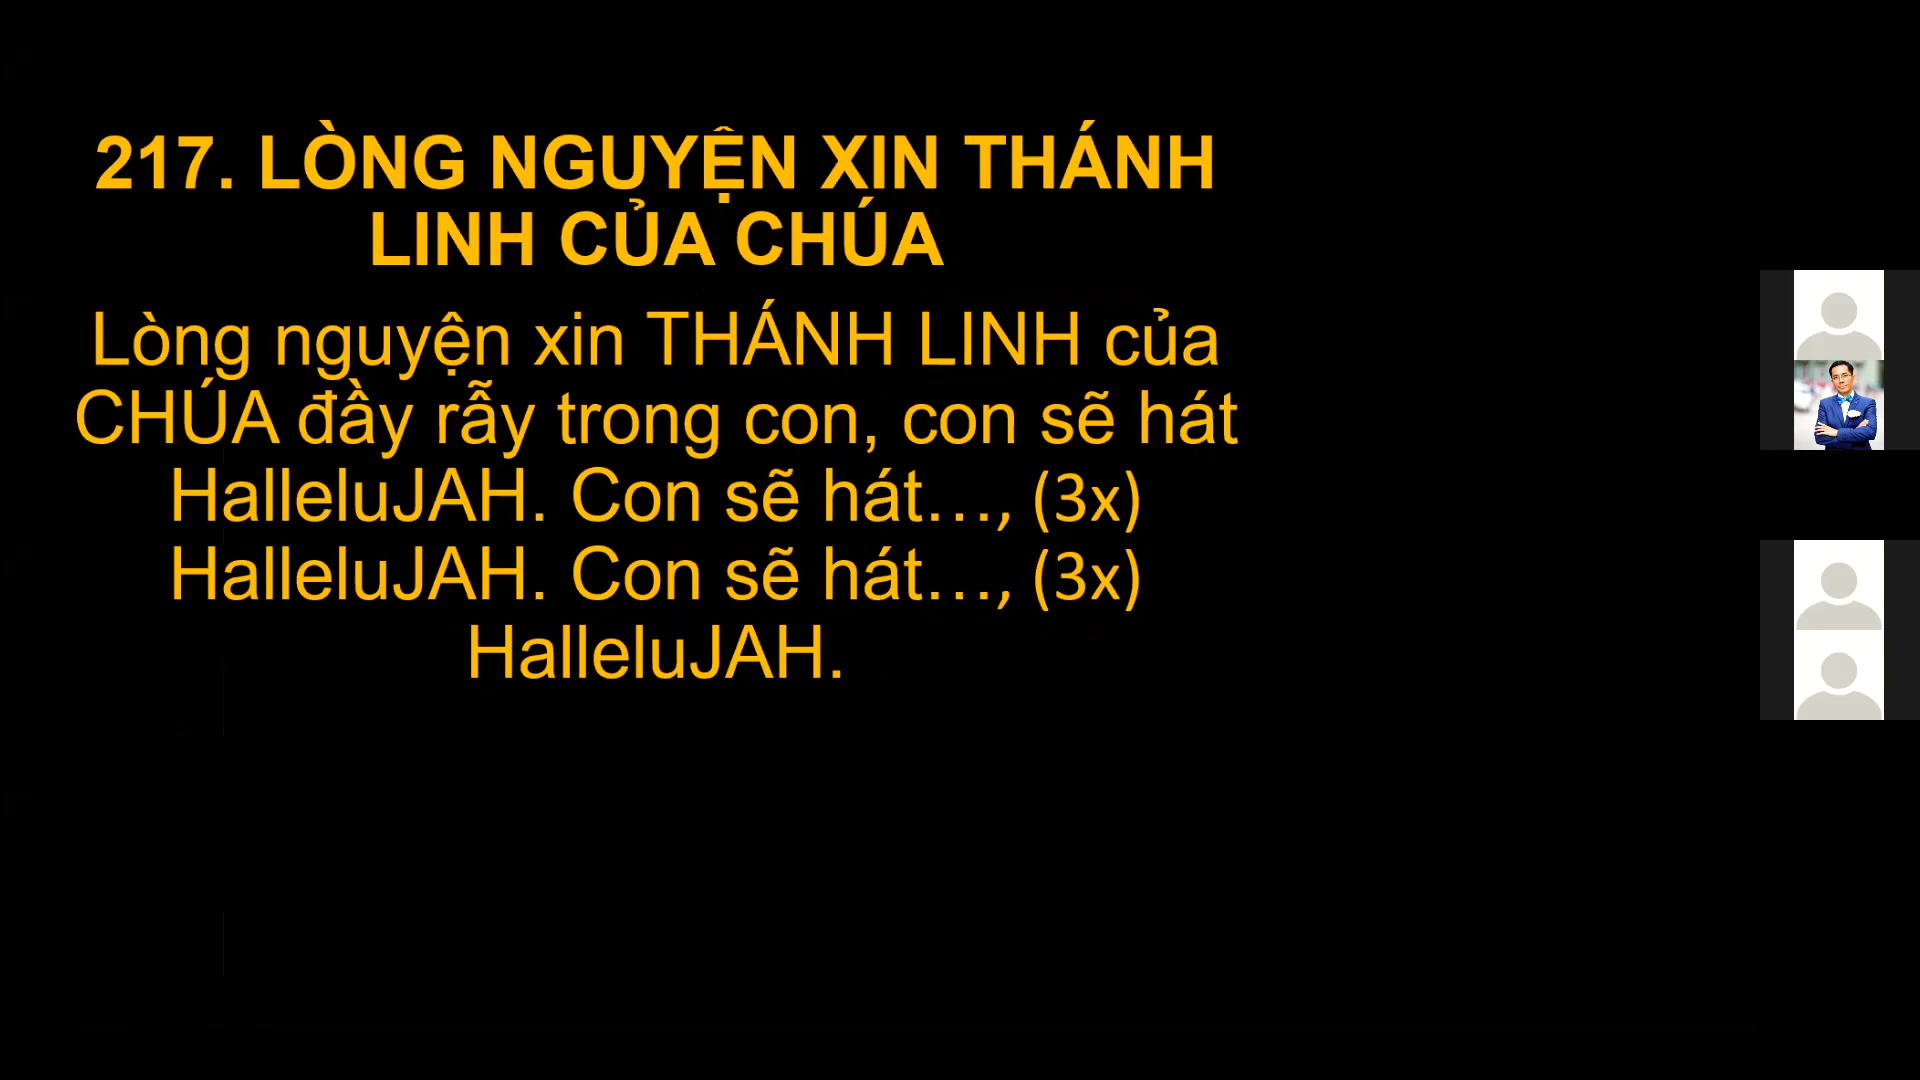 217. LÒNG NGUYỆN XIN THÁNH
LINH CỦA CHÚA
Lòng nguyện xin THÁNH LINH của
CHÚA đầy rẫy trong con, con sẽ hát
HalleluJAH. Con sẽ hát…, (3x)
HalleluJAH. Con sẽ hát…, (3x)
HalleluJAH.